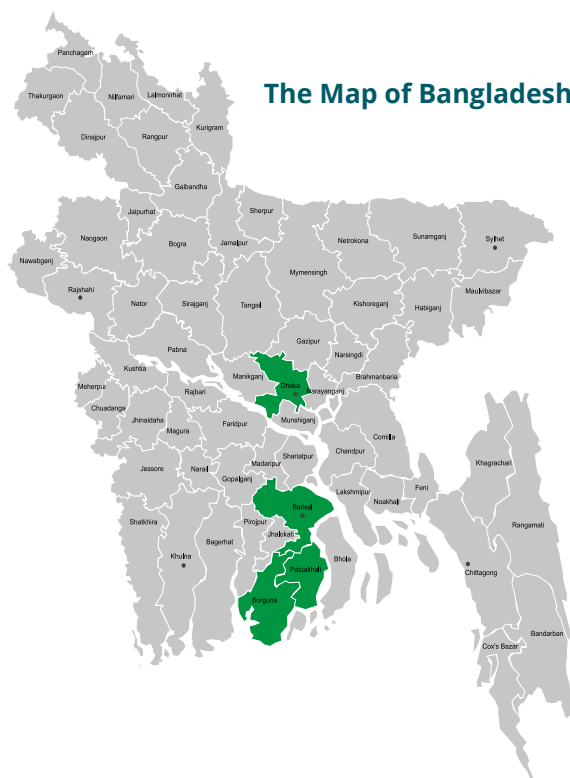 The Map of Bangladesh
Panchagarh
Thakurgaon
Nilfamari
Lalmonirhat
Dinajpur
Rangpur
Kurigram
Gaibandha
Jaipurhat
Sherpur
Naogaon
Bogra
Jamalpur
Netrokona
Sunamganj
Sylhet
Nawabganj
Mymensingh
Rajshahi
Maulvibazar
Nator
Sirajganj
Tangail
Kishoreganj
Habiganj
Gazipur
Pabna
Narsingdi
Kushtia
Manikganj
Brahmanbaria
Meherpur
Dhaka
Narayanganj
Rajbari
Chuadanga
Jhinaidaha
Faridpur
Munshiganj
Magura
Comilla
Shariatpur
Chandpur
Madaripur
Jessore
Narail
Khagrachari
Gopalganj
Lakshmipur
Feni
Noakhali
Barisal
Shatkhira
Pirojpur
Rangamati
Jhalokati
Bagerhat
Khulna
Bhola
Patuakhali
Chittagong
Borguna
Bandarban
Cox's Bazar